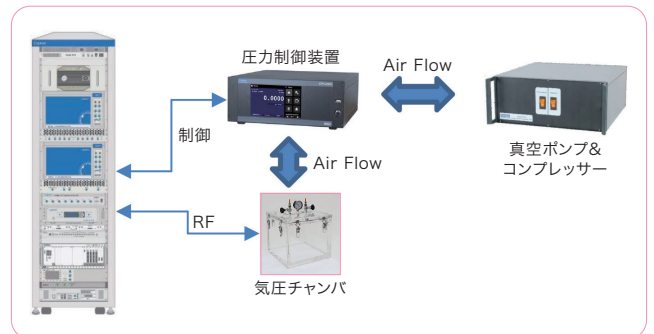 圧力制御装置
Air Flow
0.0000
制御
真空ポンプ&
コンプレッサー
Air Flow
RF
気圧チャンバ